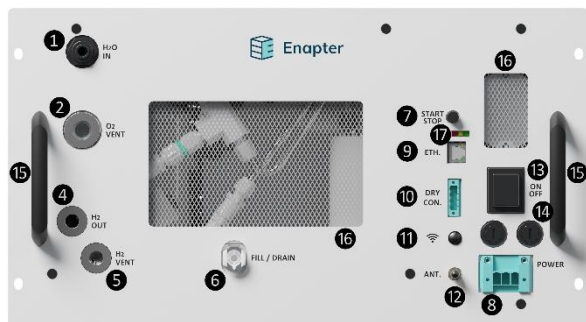 1
H₂O
IN
Enapter
16
2
O₂
VENT
7
START
STOP
17
9
ETH.
13
ON
OFF
15
15
10
DRY
CON.
4
H₂
OUT
14
16
11
5
H₂
VENT
6
FILL / DRAIN
ANT.
12
POWER
8